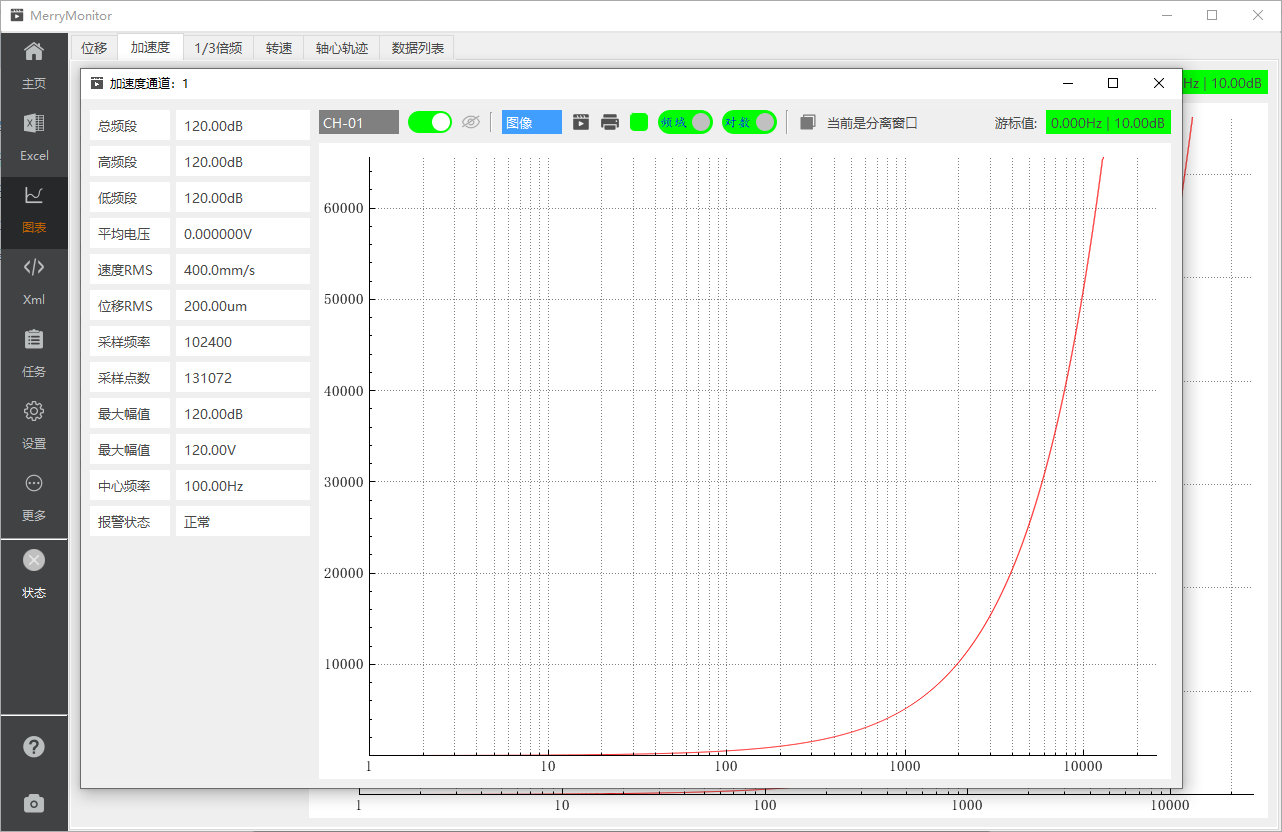 MerryMonitor
主页
Excel
图表
Xml
任务
设置
更多
状态
位移 加速度 1/3倍频 转速 轴心轨迹 数据列表
Hz | 10.00dB
加速度通道: 1
总频段 120.00dB
高频段 120.00dB
低频段 120.00dB
平均电压 0.000000V
速度RMS 400.0mm/s
位移RMS 200.00um
采样频率 102400
采样点数 131072
最大幅值 120.00dB
最大幅值 120.00V
中心频率 100.00Hz
报警状态 正常
CH-01 图像 频域 对数 当前是分离窗口 游标值: 0.000Hz | 10.00dB
60000
50000
40000
30000
20000
10000
1 10 100 1000 10000
1 10 100 1000 10000